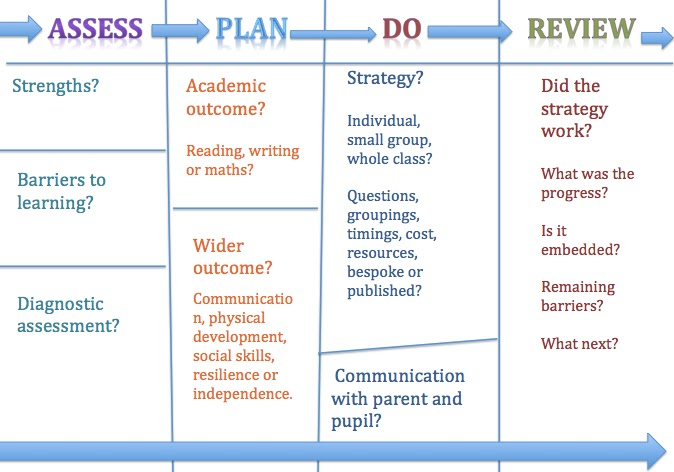 ASSESS
PLAN
DO
REVIEW
Strengths?
Barriers to
learning?
Diagnostic
assessment?
Academic
outcome?
Reading, writing
or maths?
Wider
outcome?
Communicatio
n, physical
development,
social skills,
resilience or
independence.
Strategy?
Individual,
small group,
whole class?
Questions,
groupings,
timings, cost,
resources,
bespoke or
published?
Communication
with parent and
pupil?
Did the
strategy
work?
What was the
progress?
Is it
embedded?
Remaining
barriers?
What next?